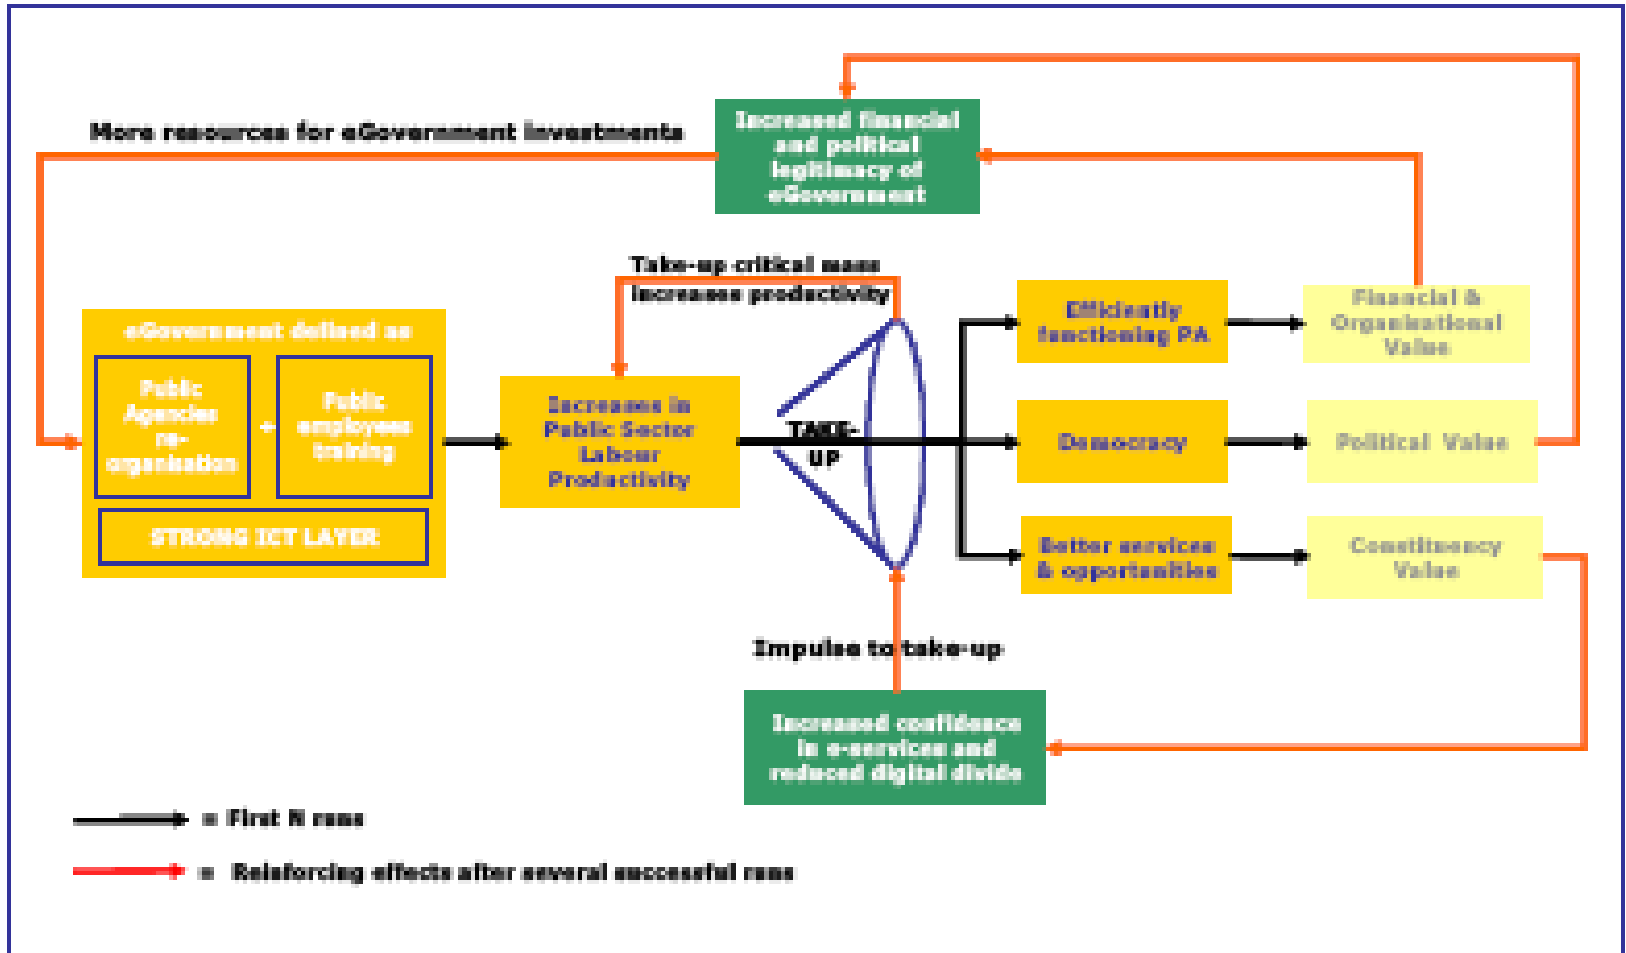 More resources for eGovernment investments
Increased financial
and political
legitimacy of
eGovernment
Take-up critical mass
increases productivity
eGovernment defined as
Public
Agencies
re-
organisation
+
Public
employees
training
STRONG ICT LAYER
Increases in
Public Sector
Labour
Productivity
TAKE-
UP
Efficiently
functioning PA
Financial &
Organisational
Value
Democracy
Political Value
Better services
& opportunities
Constituency
Value
Impulse to take-up
Increased confidence
in e-services and
reduced digital divide
= First N runs
= Reinforcing effects after several successful runs